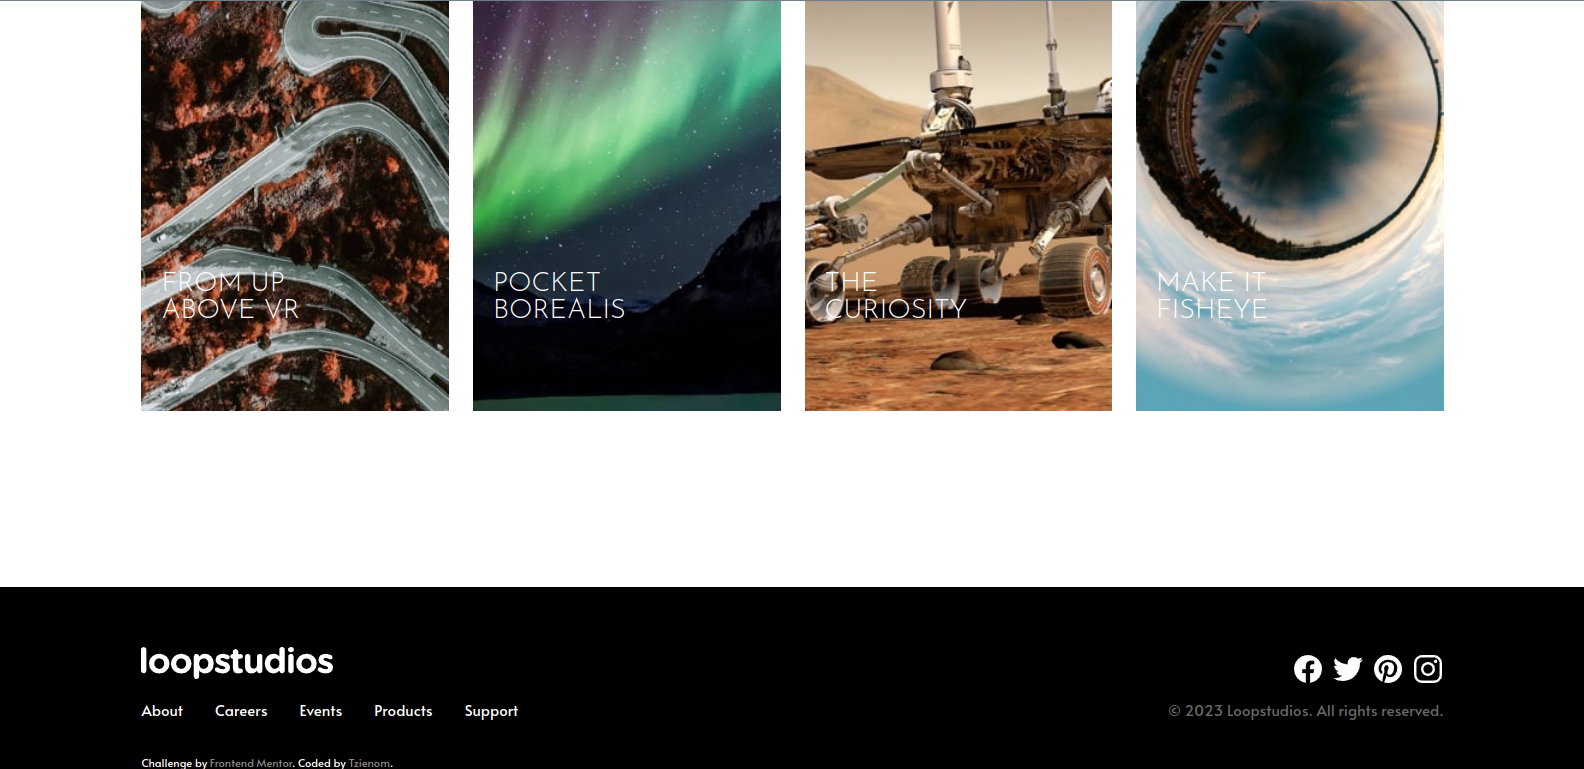 FROM UP
ABOVE VR
POCKET
BOREALIS
THE
CURIOSITY
MAKE IT
FISHEYE
loopstudios
About Careers Events Products Support
© 2023 Loopstudios. All rights reserved.
Challenge by Frontend Mentor. Coded by Tzienom.